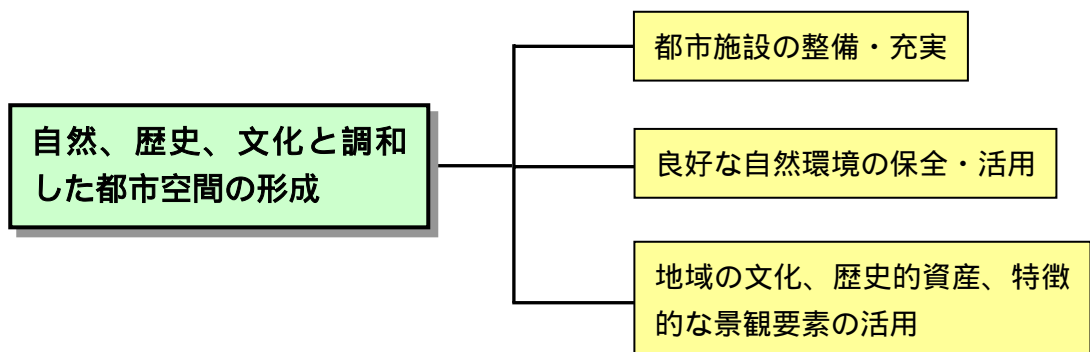 自然、歴史、文化と調和
した都市空間の形成
都市施設の整備・充実
良好な自然環境の保全・活用
地域の文化、歴史的資産、特徴
的な景観要素の活用